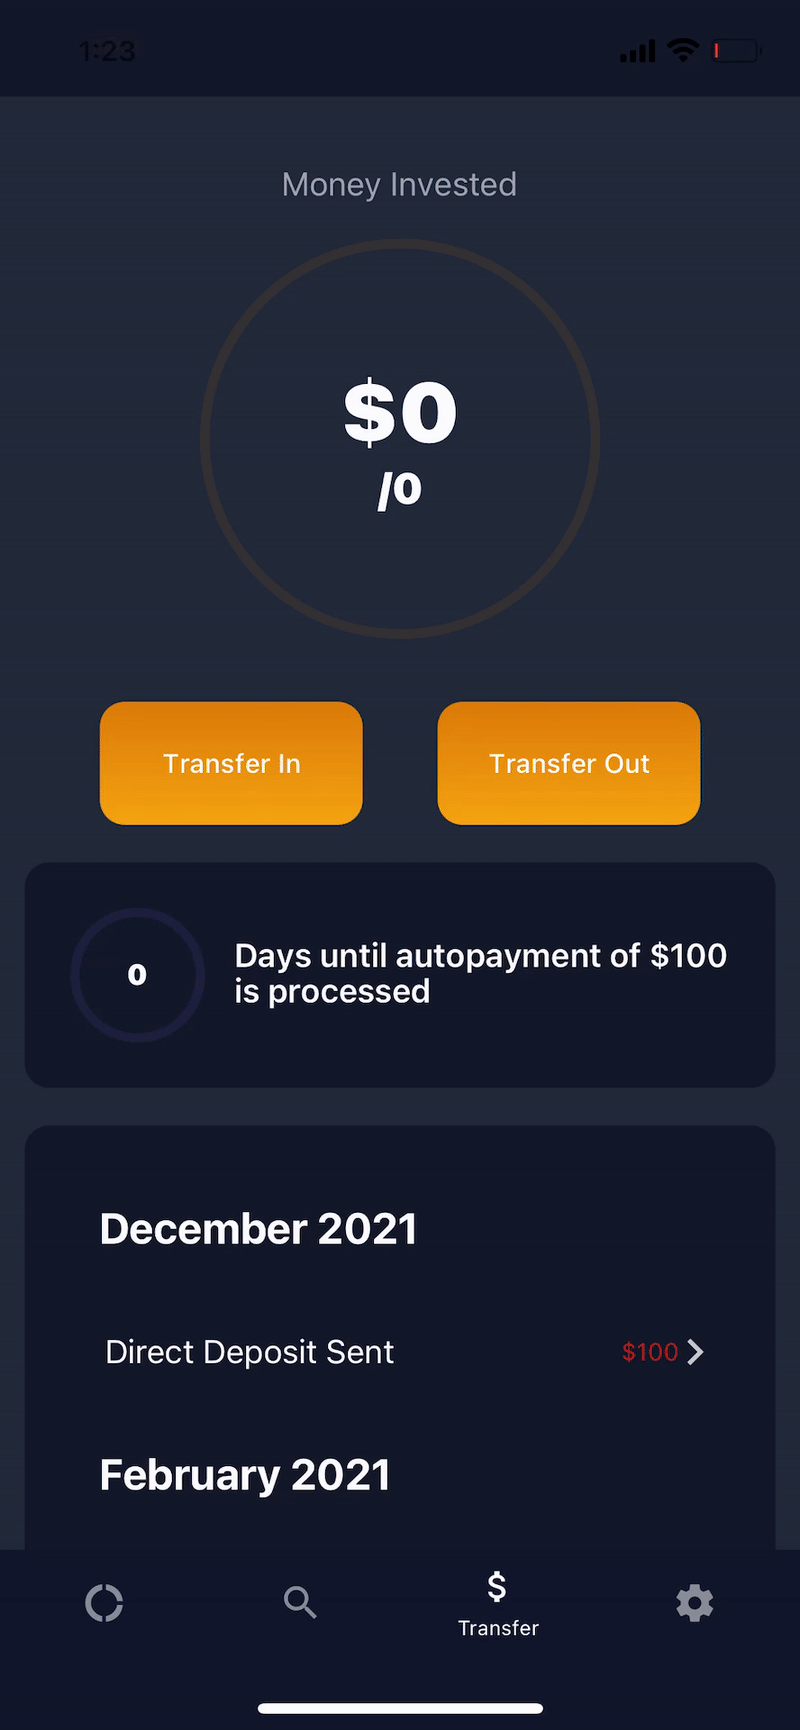 1:23
Money Invested
$0
/0
Transfer In
Transfer Out
0
Days until autopayment of $100
is processed
December 2021
Direct Deposit Sent
$100
February 2021
$
Transfer